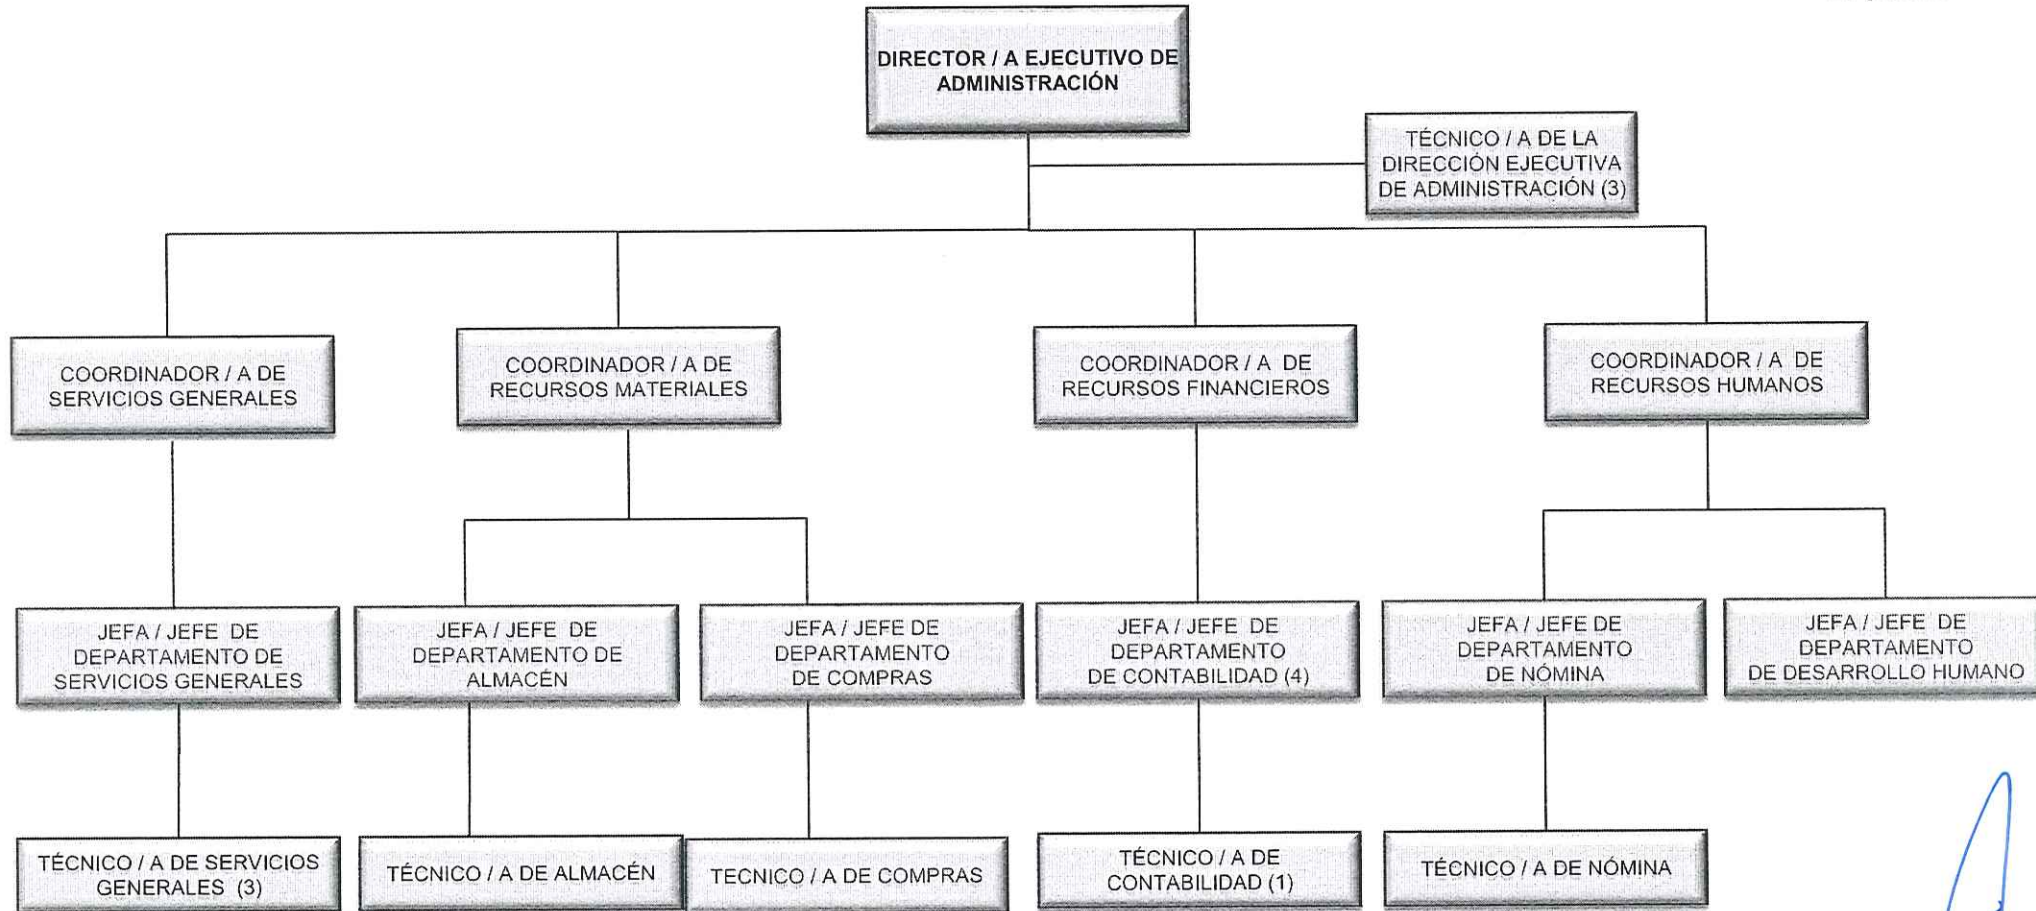 DIRECTOR / A EJECUTIVO DE
ADMINISTRACIÓN
TÉCNICO / A DE LA
DIRECCIÓN EJECUTIVA
DE ADMINISTRACIÓN (3)
COORDINADOR / A DE
SERVICIOS GENERALES
COORDINADOR / A DE
RECURSOS MATERIALES
COORDINADOR / A DE
RECURSOS FINANCIEROS
COORDINADOR / A DE
RECURSOS HUMANOS
JEFA / JEFE DE
DEPARTAMENTO DE
SERVICIOS GENERALES
JEFA / JEFE DE
DEPARTAMENTO DE
ALMACÉN
JEFA / JEFE DE
DEPARTAMENTO
DE COMPRAS
JEFA / JEFE DE
DEPARTAMENTO
DE CONTABILIDAD (4)
JEFA / JEFE DE
DEPARTAMENTO
DE NÓMINA
JEFA / JEFE DE
DEPARTAMENTO
DE DESARROLLO HUMANO
TÉCNICO / A DE SERVICIOS
GENERALES (3)
TÉCNICO / A DE ALMACÉN
TECNICO / A DE COMPRAS
TÉCNICO / A DE
CONTABILIDAD (1)
TÉCNICO / A DE NÓMINA